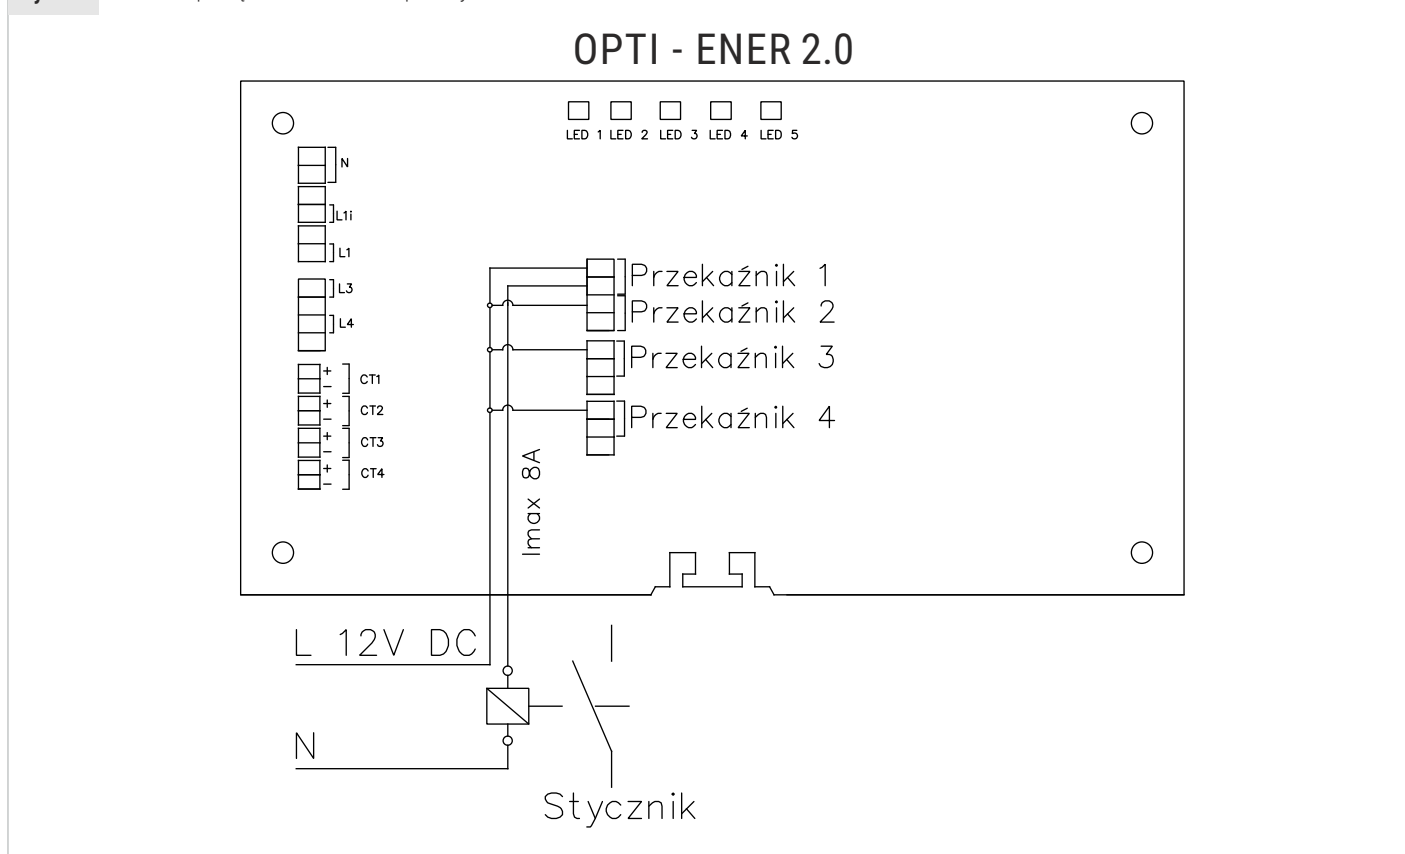 OPTI - ENER 2.0
LED 1 LED 2 LED 3 LED 4 LED 5
N
L1i
L1
L3
L4
+ CT1
−
+ CT2
−
+ CT3
−
+ CT4
−
Przekaźnik 1
Przekaźnik 2
Przekaźnik 3
Przekaźnik 4
Imax 8A
L 12V DC
N
Stycznik